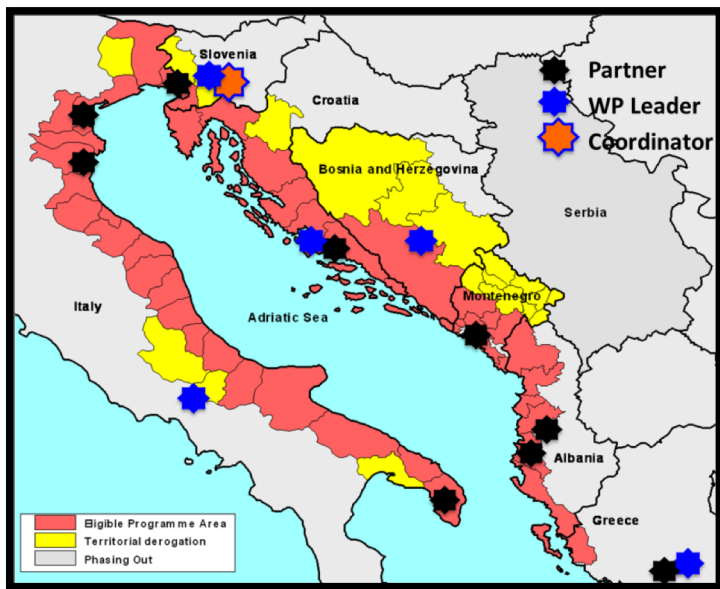 Slovenia
Croatia
Partner
WP Leader
Coordinator
Bosnia and Herzegovina
Serbia
Montenegro
Italy
Adriatic Sea
Albania
Greece
Eligible Programme Area
Territorial derogation
Phasing Out